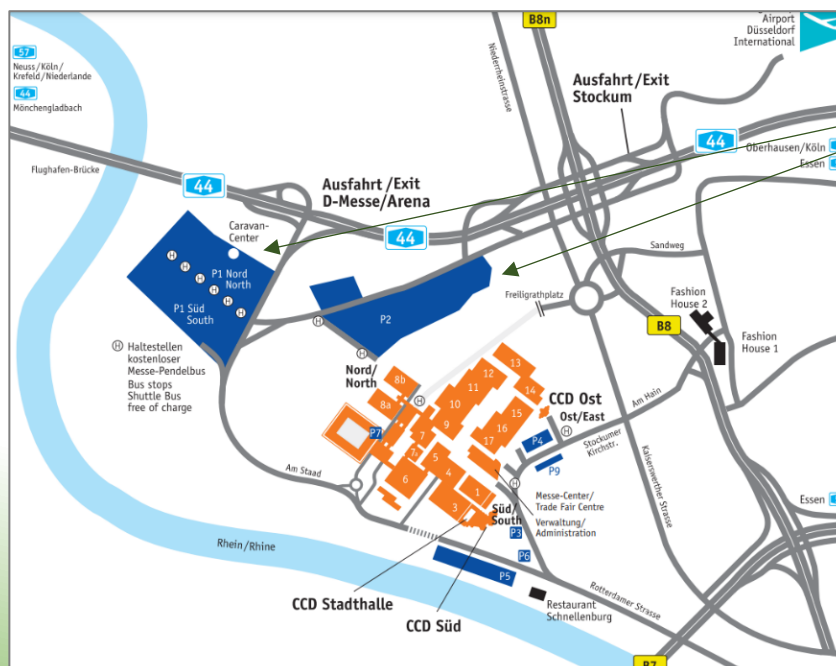 57
Neuss/Köln/
Krefeld/Niederlande
44
Mönchengladbach
Flughafen-Brücke
44
Ausfahrt/Exit
D-Messe/Arena
44
B8n
Niederrheinstrasse
Airport
Düsseldorf
International
Ausfahrt/Exit
Stockum
44
Oberhausen/Köln
Essen
Caravan-
Center
P1 Nord
North
P1 Süd
South
H
H
H
H
H
H
H Haltestellen
kostenloser
Messe-Pendelbus
Bus stops
Shuttle Bus
free of charge
P2
H
H
Nord/
North
Freiligrathplatz
Sandweg
B8
Fashion
House 2
Fashion
House 1
Am Hain
Kaiserswerther Strasse
8b
8a
H
P7
7
7a
6
5
4
3
1
9
10
11
12
13
14
15
16
17
CCD Ost
Ost/East
H
P4
Stockumer
Kirchstr.
P9
H
Messe-Center/
Trade Fair Centre
Verwaltung/
Administration
Süd/
South
P3
P6
P5
Am Staad
Rhein/Rhine
CCD Stadthalle
CCD Süd
Restaurant
Schnellenburg
Rotterdamer Strasse
Essen
B7